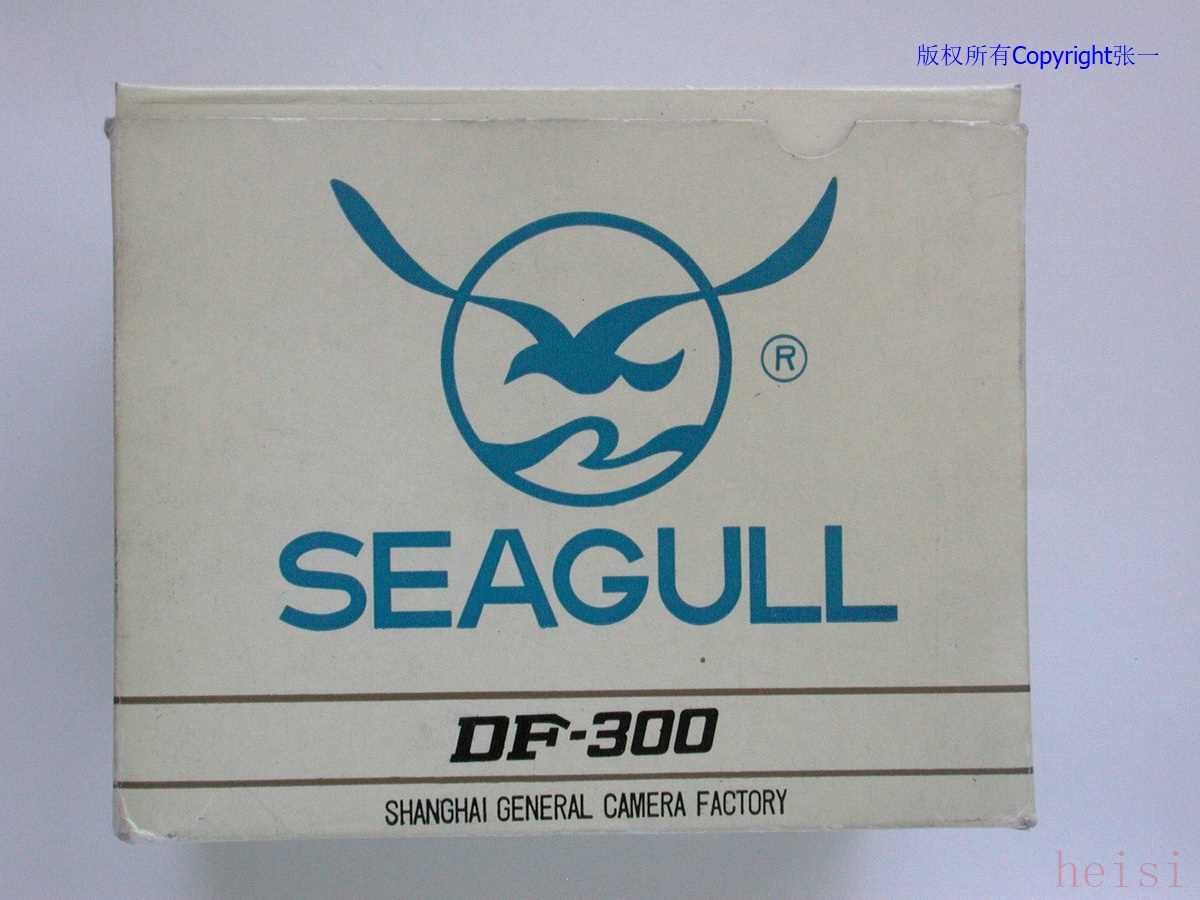 版权所有Copyright张一
®
SEAGULL
DF-300
SHANGHAI GENERAL CAMERA FACTORY
heisi